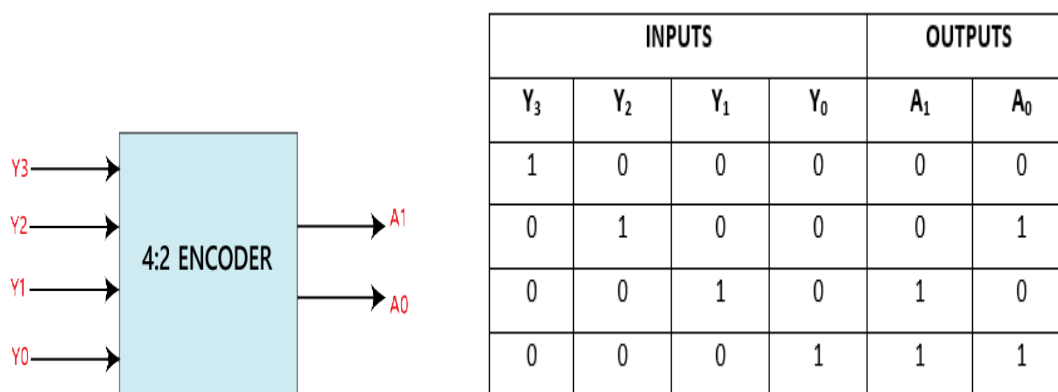 Y3
Y2
Y1
Y0
4:2 ENCODER
A1
A0
INPUTS OUTPUTS
Y₃ Y₂ Y₁ Y₀ A₁ A₀
1 0 0 0 0 0
0 1 0 0 0 1
0 0 1 0 1 0
0 0 0 1 1 1